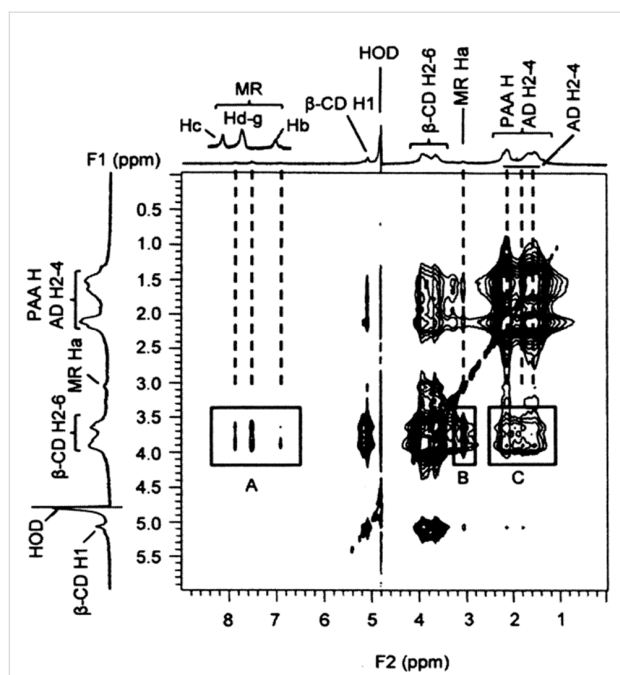 HOD
MR
Hc
Hd-g
Hb
β-CD H1
β-CD H2-6
MR Ha
PAA H
AD H2-4
AD H2-4
F1 (ppm)
0.5
1.0
1.5
2.0
2.5
3.0
3.5
4.0
4.5
5.0
5.5
PAA H
AD H2-4
MR Ha
β-CD H2-6
HOD
β-CD H1
A
B
C
8 7 6 5 4 3 2 1
F2 (ppm)